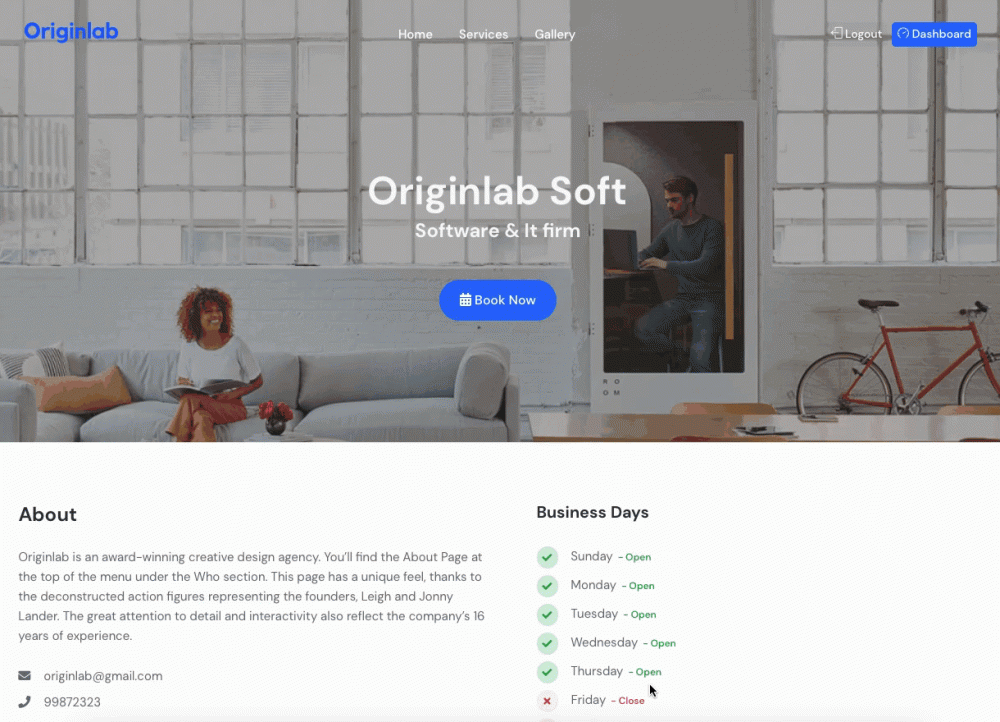 Originlab
Home Services Gallery
Logout Dashboard
Originlab Soft
Software & It firm
Book Now
RO
OM
About
Originlab is an award-winning creative design agency. You'll find the About Page at
the top of the menu under the Who section. This page has a unique feel, thanks to
the deconstructed action figures representing the founders, Leigh and Jonny
Lander. The great attention to detail and interactivity also reflect the company's 16
years of experience.
originlab@gmail.com
99872323
Business Days
Sunday - Open
Monday - Open
Tuesday - Open
Wednesday - Open
Thursday - Open
Friday - Close